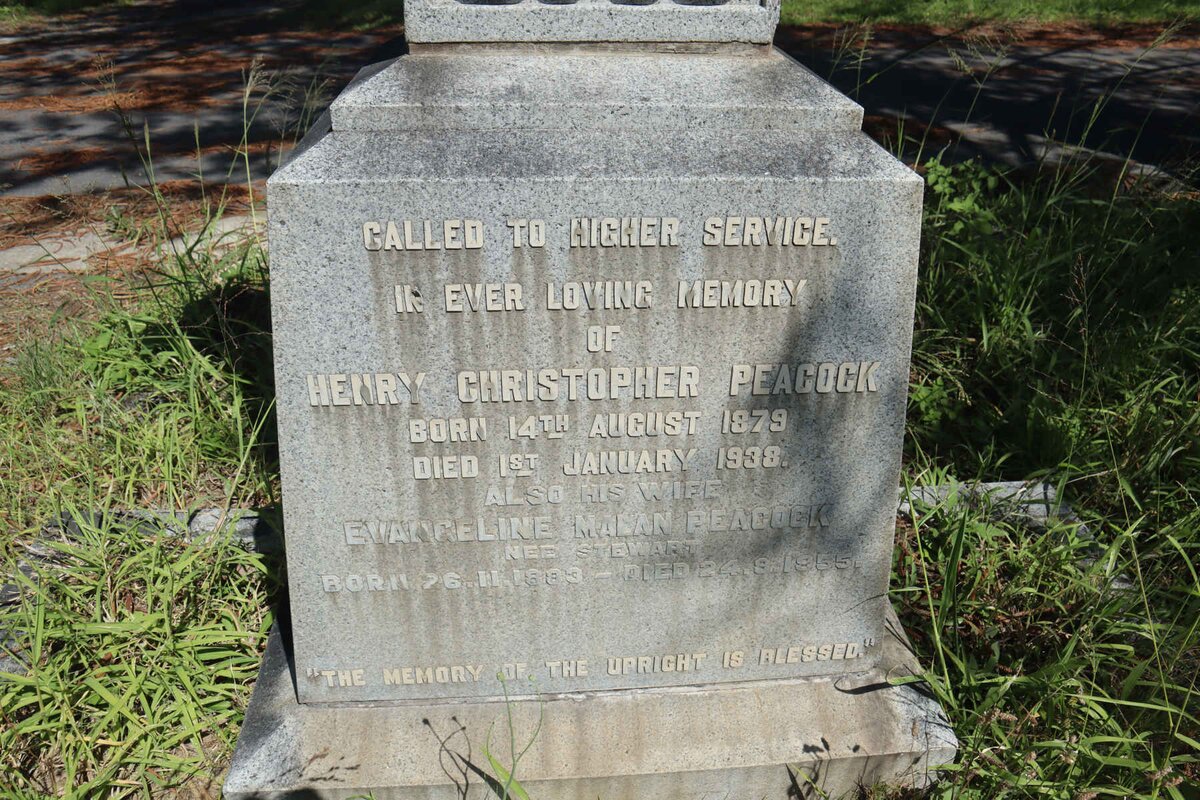 CALLED TO HIGHER SERVICE.
IN EVER LOVING MEMORY
OF
HENRY CHRISTOPHER PEACOCK
BORN 14TH AUGUST 1879
DIED 1ST JANUARY 1938.
ALSO HIS WIFE
EVANGELINE MALAN PEACOCK
NEE STEWART
BORN 26.11.1883 - DIED 24.9.1955.
"THE MEMORY OF THE UPRIGHT IS BLESSED."